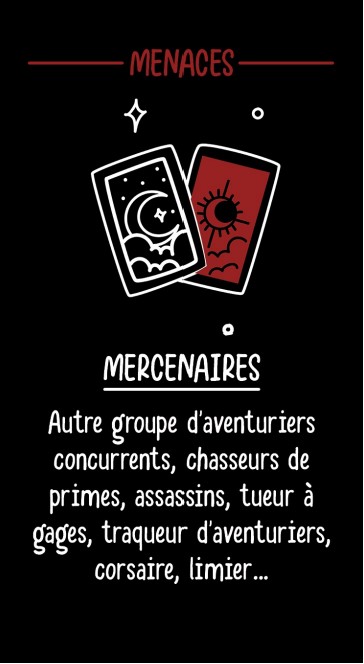 MENACES
MERCENAIRES
Autre groupe d'aventuriers
concurrents, chasseurs de
primes, assassins, tueur à
gages, traqueur d'aventuriers,
corsaire, limier...